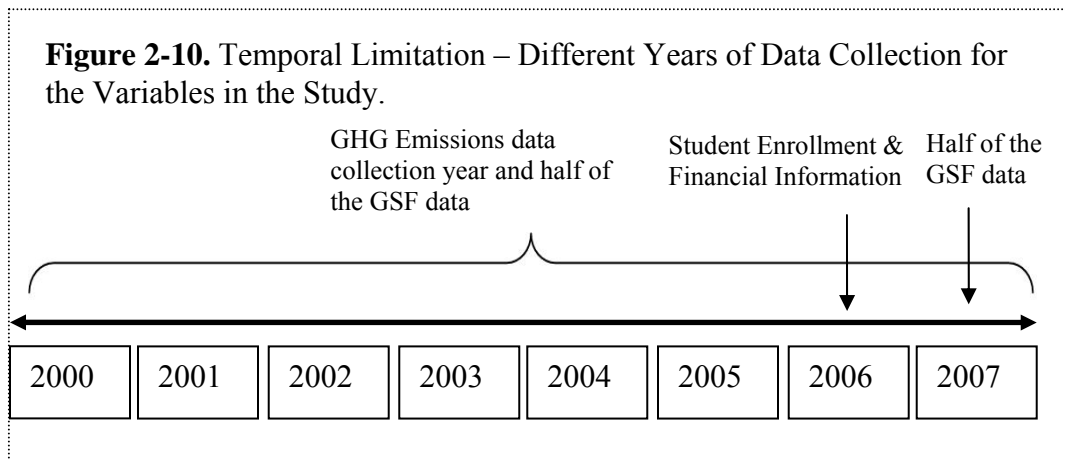 Figure 2-10. Temporal Limitation – Different Years of Data Collection for
the Variables in the Study.
GHG Emissions data
collection year and half of
the GSF data
Student Enrollment &
Financial Information
Half of the
GSF data
2000
2001
2002
2003
2004
2005
2006
2007